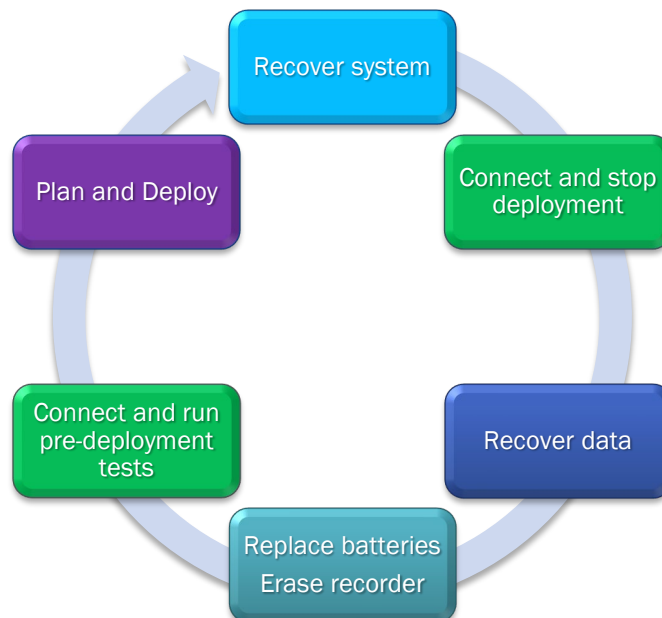 Recover system
Connect and stop
deployment
Recover data
Replace batteries
Erase recorder
Connect and run
pre-deployment
tests
Plan and Deploy